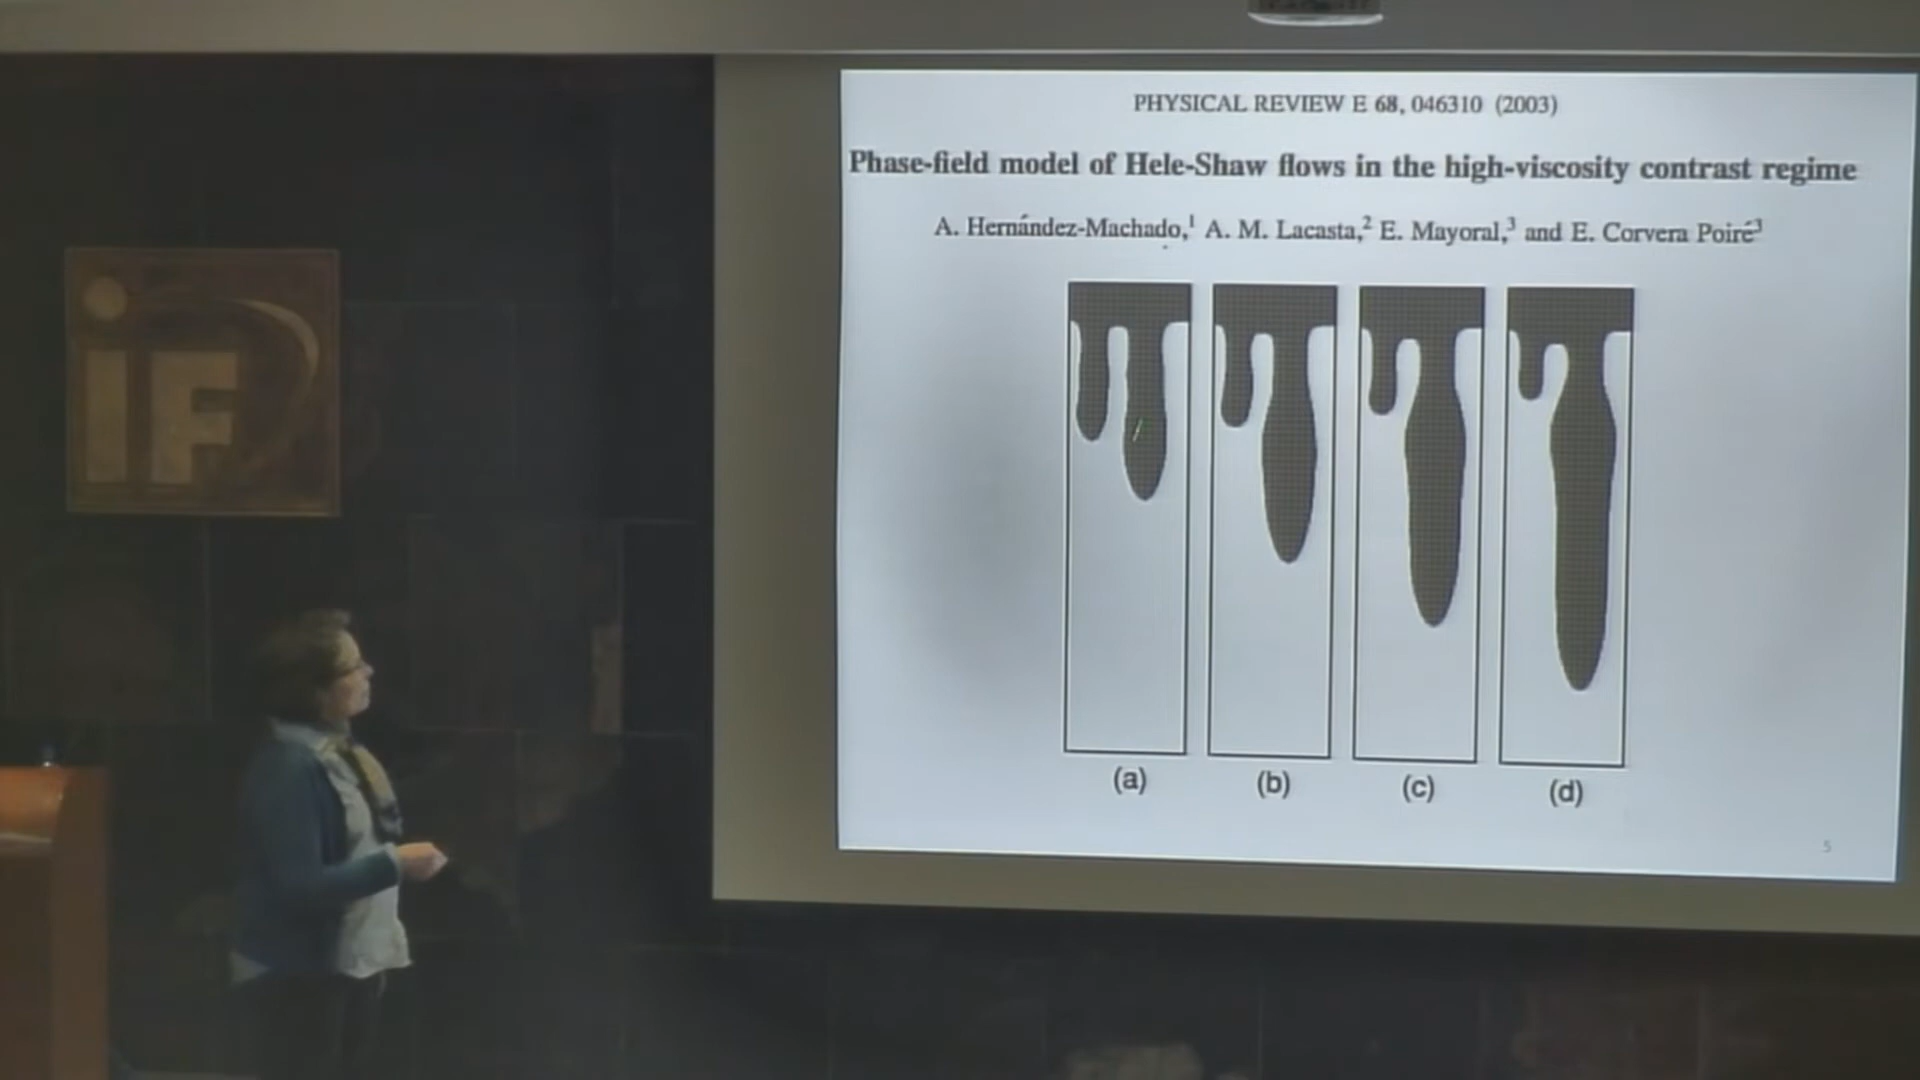 PHYSICAL REVIEW E 68, 046310 (2003)
Phase-field model of Hele-Shaw flows in the high-viscosity contrast regime
A. Hernández-Machado,¹ A. M. Lacasta,² E. Mayoral,³ and E. Corvera Poiré³
iF
(a) (b) (c) (d)
5